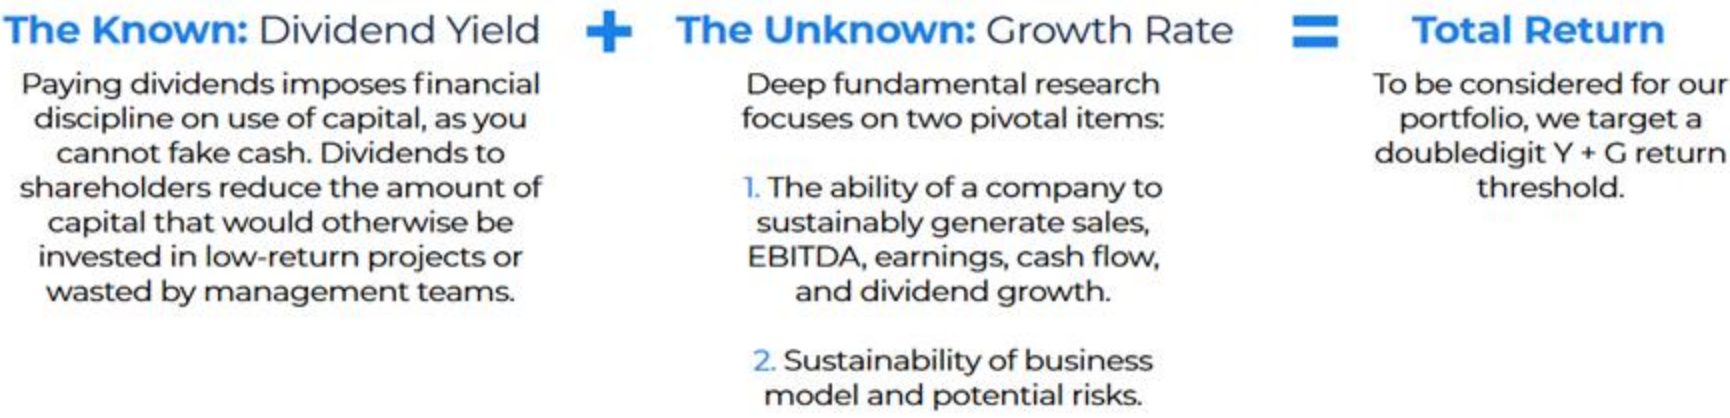 The Known: Dividend Yield
Paying dividends imposes financial
discipline on use of capital, as you
cannot fake cash. Dividends to
shareholders reduce the amount of
capital that would otherwise be
invested in low-return projects or
wasted by management teams.
+
The Unknown: Growth Rate
Deep fundamental research
focuses on two pivotal items:
1. The ability of a company to
sustainably generate sales,
EBITDA, earnings, cash flow,
and dividend growth.
2. Sustainability of business
model and potential risks.
=
Total Return
To be considered for our
portfolio, we target a
doubledigit Y + G return
threshold.